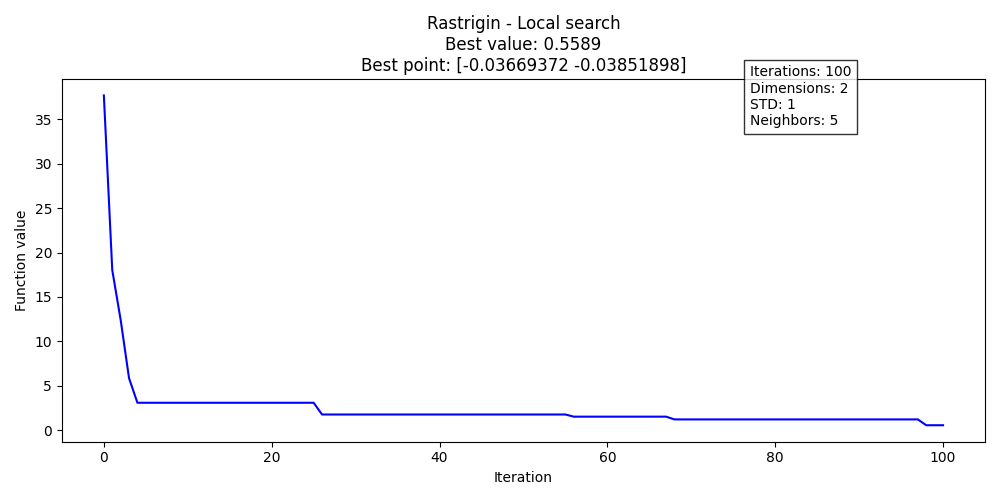 Rastrigin - Local search
Best value: 0.5589
Best point: [-0.03669372 -0.03851898]
Iterations: 100
Dimensions: 2
STD: 1
Neighbors: 5
Function value
35
30
25
20
15
10
5
0
0 20 40 60 80 100
Iteration